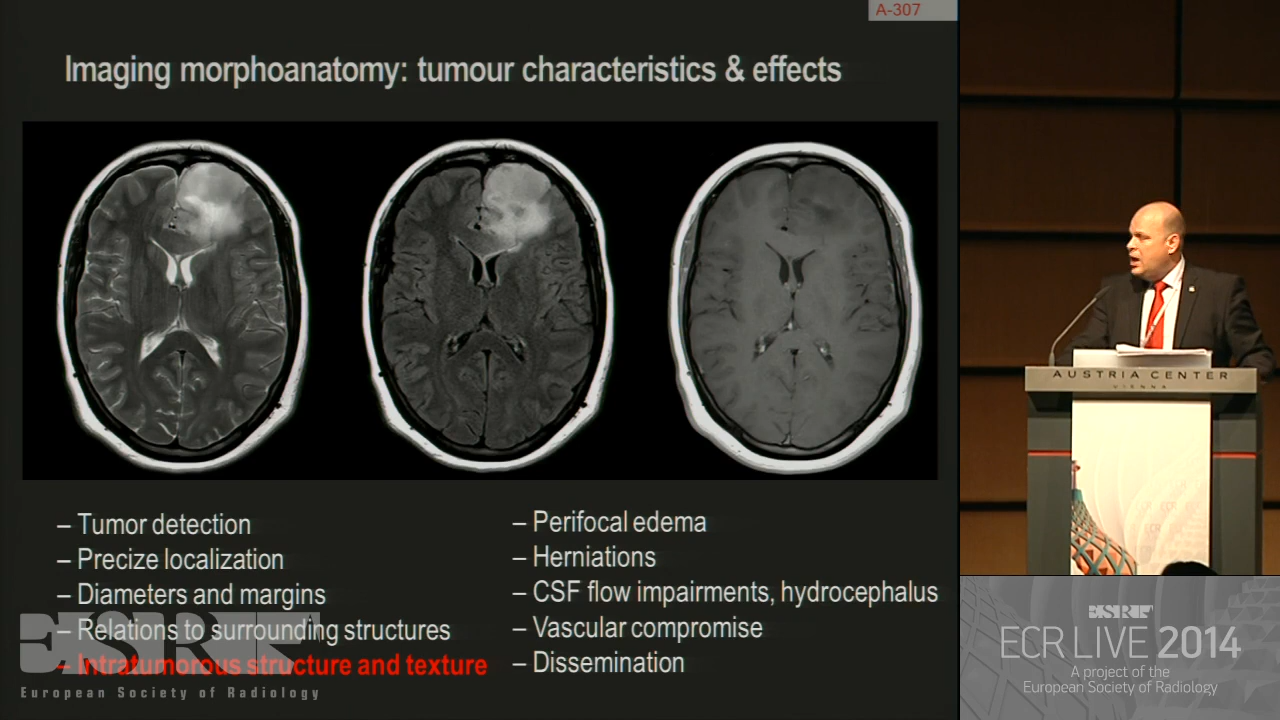 A-307
Imaging morphoanatomy: tumour characteristics & effects
– Tumor detection
– Precize localization
– Diameters and margins
– Relations to surrounding structures
– Intratumorous structure and texture
– Perifocal edema
– Herniations
– CSF flow impairments, hydrocephalus
– Vascular compromise
– Dissemination
ESR
European Society of Radiology
AUSTRIA CENTER
VIENNA
ESR
ECR LIVE 2014
A project of the
European Society of Radiology